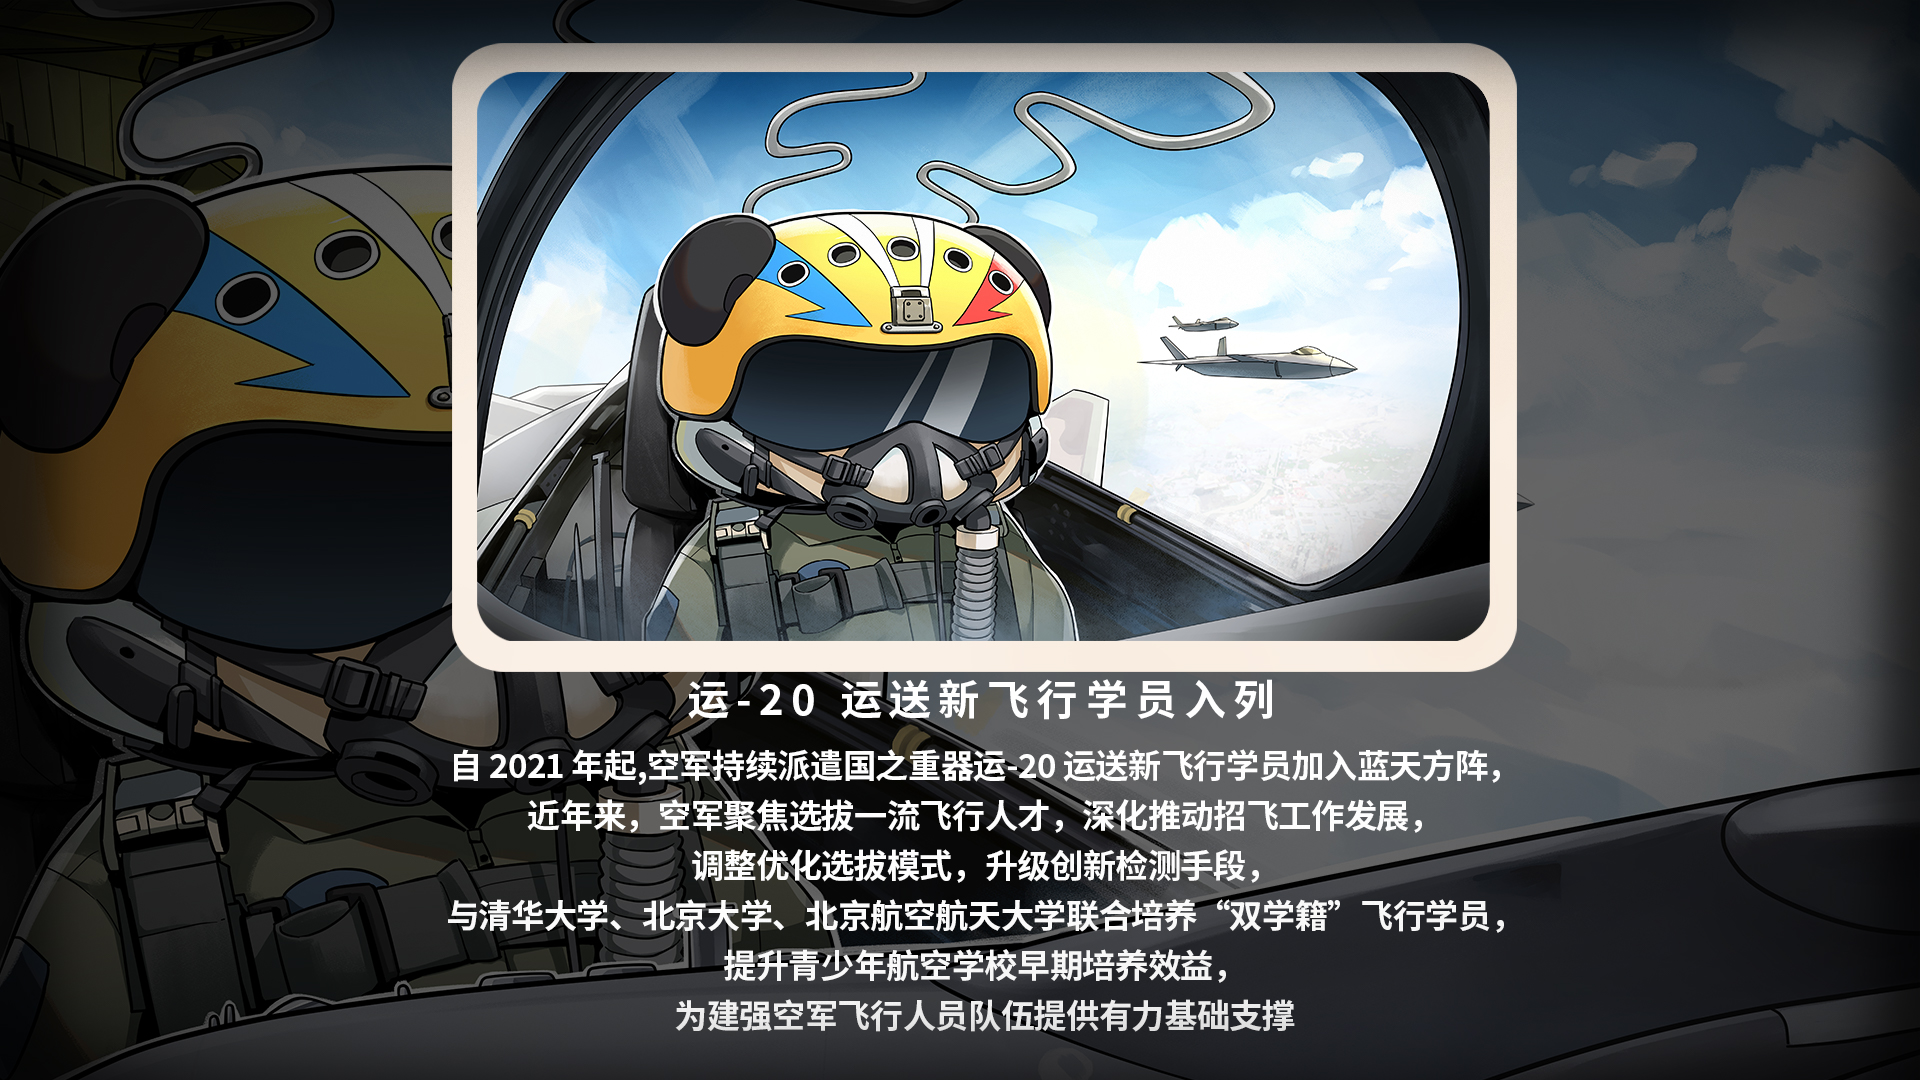 运-20 运送新飞行学员入列
自 2021 年起,空军持续派遣国之重器运-20 运送新飞行学员加入蓝天方阵，
近年来，空军聚焦选拔一流飞行人才，深化推动招飞工作发展，
调整优化选拔模式，升级创新检测手段，
与清华大学、北京大学、北京航空航天大学联合培养“双学籍”飞行学员，
提升青少年航空学校早期培养效益，
为建强空军飞行人员队伍提供有力基础支撑